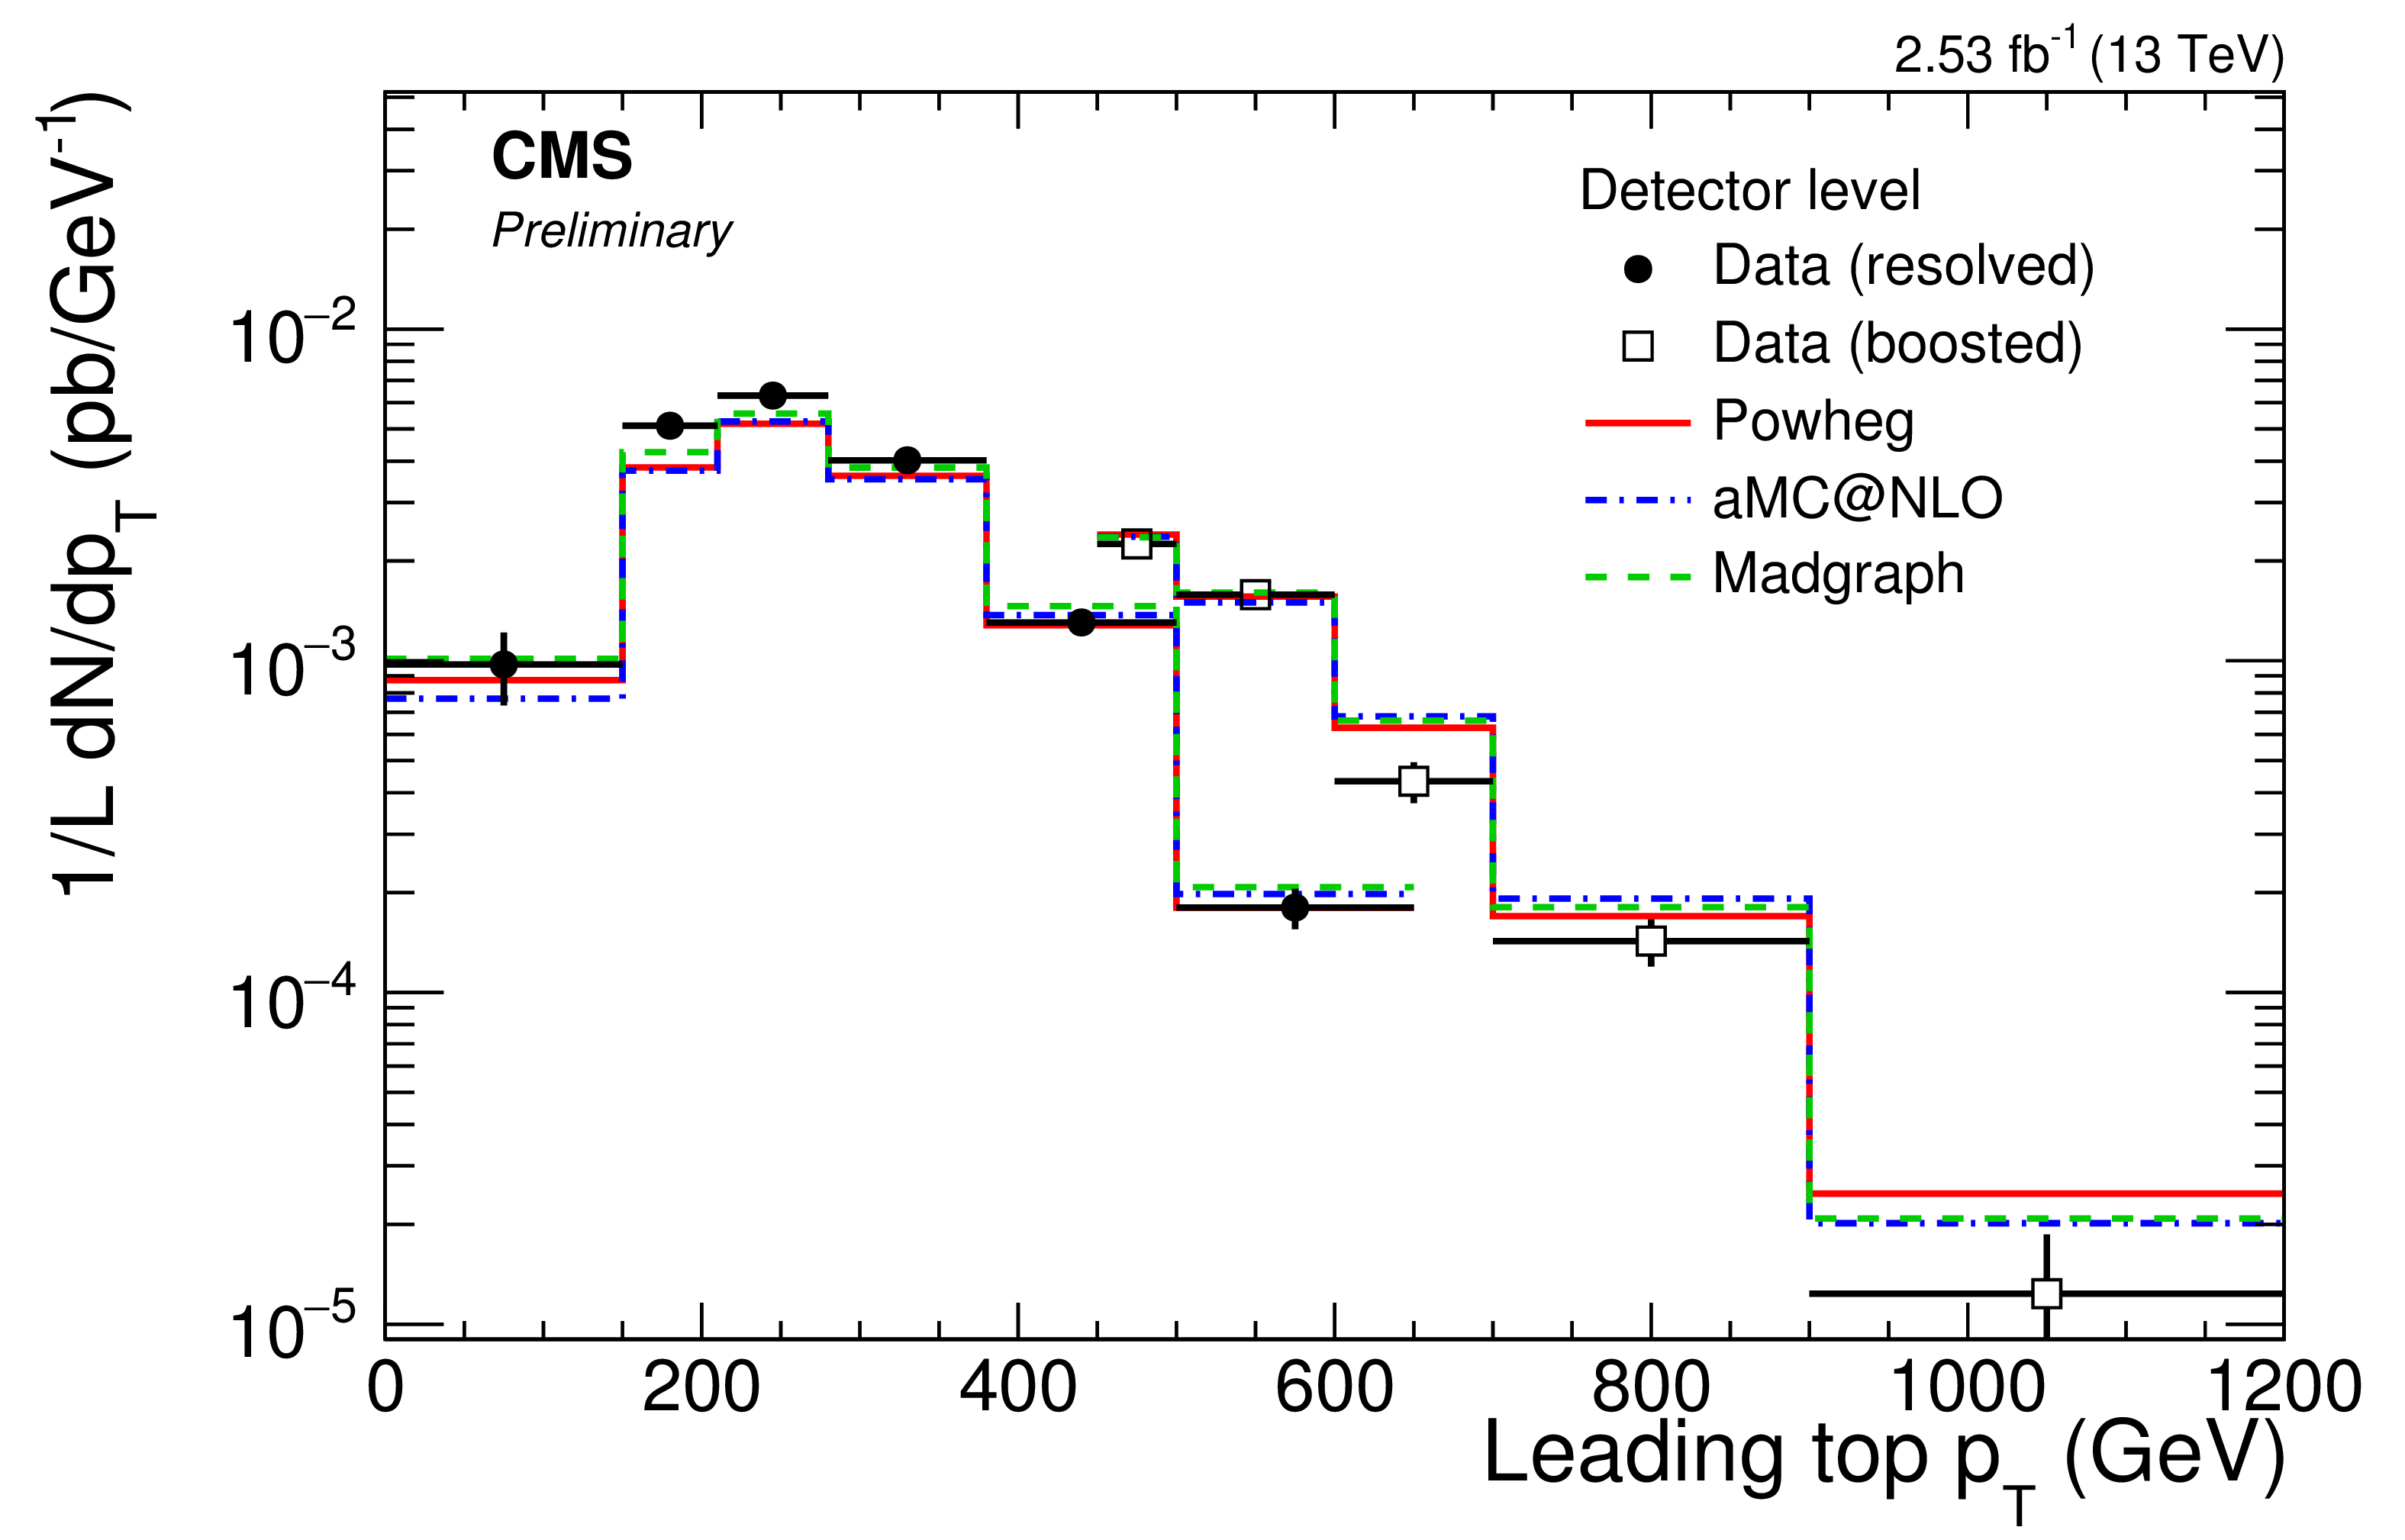 2.53 fb⁻¹ (13 TeV)
CMS
Preliminary
Detector level
Data (resolved)
Data (boosted)
Powheg
aMC@NLO
Madgraph
1/L dN/dp_T (pb/GeV⁻¹)
10⁻²
10⁻³
10⁻⁴
10⁻⁵
0 200 400 600 800 1000 1200
Leading top p_T (GeV)